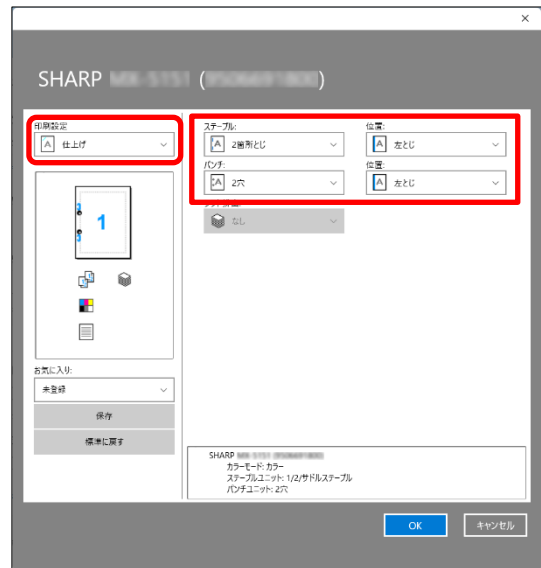 SHARP
印刷設定
仕上げ
ステープル:
位置:
2箇所とじ
左とじ
パンチ:
位置:
2穴
左とじ
なし
1
お気に入り:
未登録
保存
標準に戻す
SHARP
カラーモード: カラー
ステープルユニット: 1/2/サドルステープル
パンチユニット: 2穴
OK
キャンセル